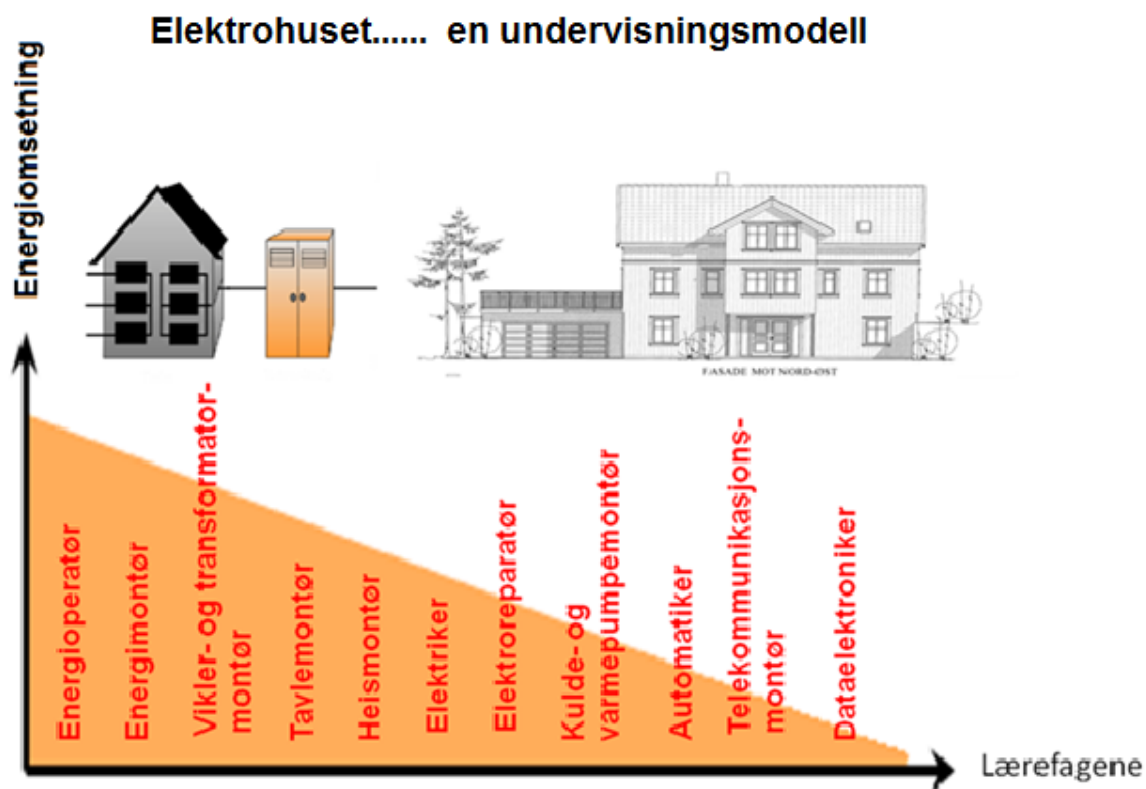 Elektrohuset...... en undervisningsmodell
Energiomsetning
FASADE MOT NORD-ØST
Energioperatør
Energimontør
Vikler- og transformator-
montør
Tavlemontør
Heismontør
Elektriker
Elektroreparatør
Kulde- og
varmepumpemontør
Automatiker
Telekommunikasjons-
montør
Dataelektroniker
Lærefagene